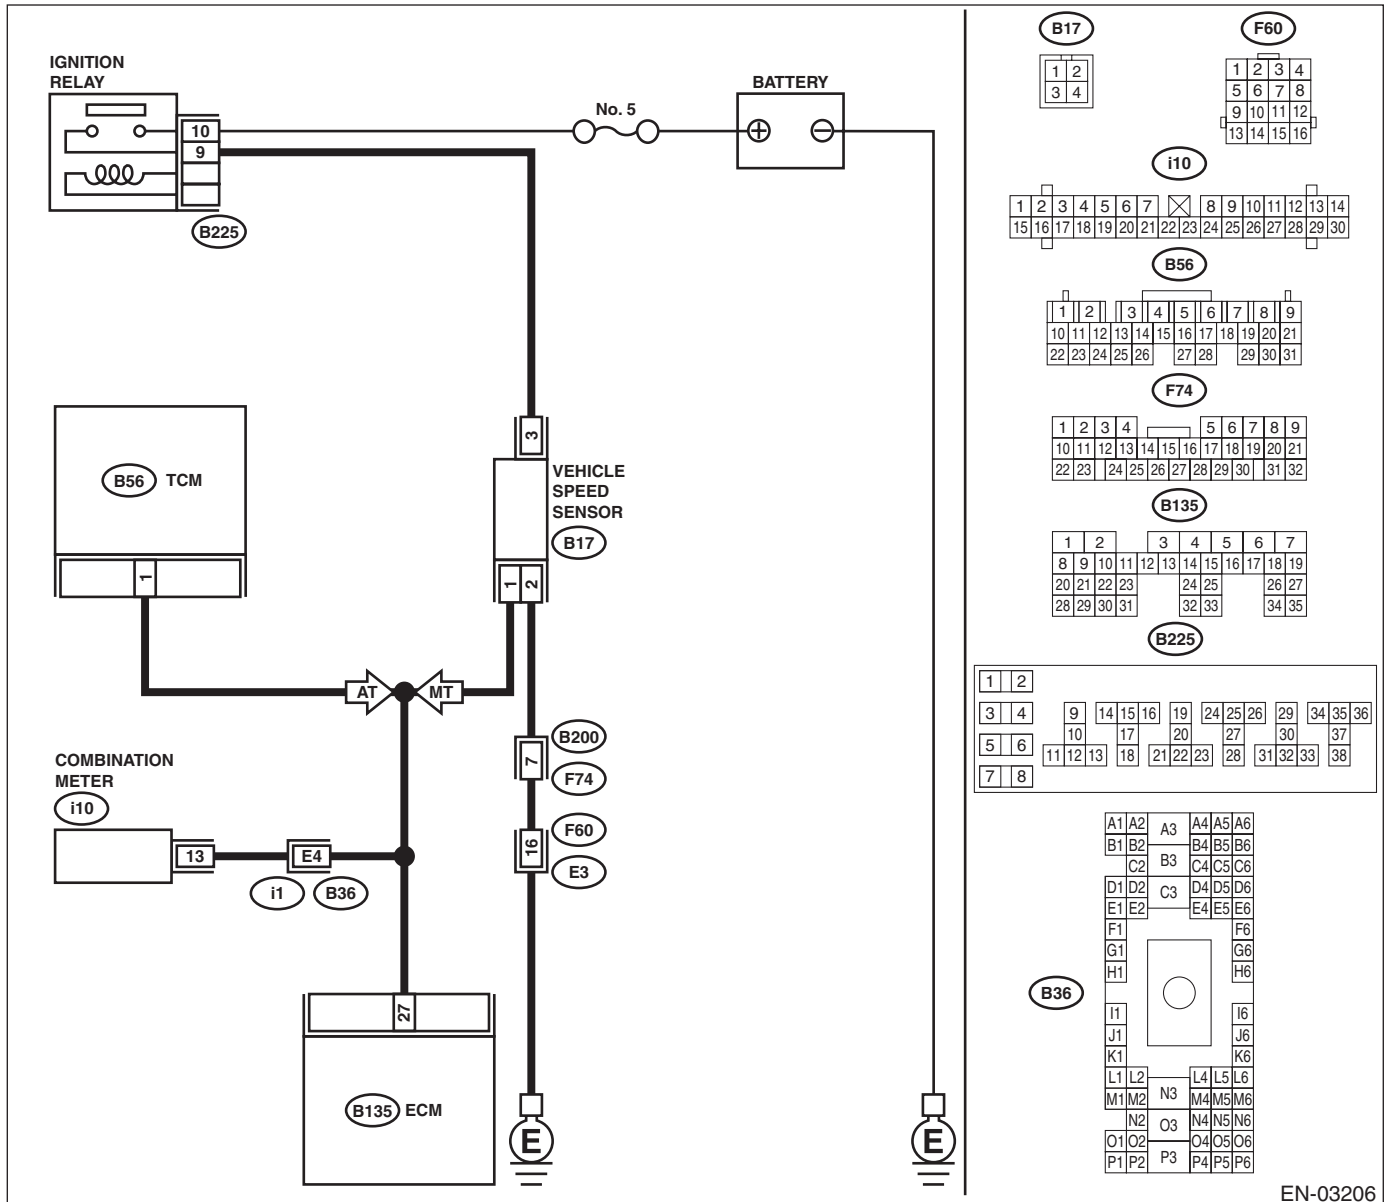 IGNITION
RELAY
10
9
B225
No. 5
BATTERY
B56 TCM
1
3
VEHICLE
SPEED
SENSOR
B17
1 2
AT MT
COMBINATION
METER
i10
13
E4
i1 B36
7
B200
F74
16
F60
E3
27
B135 ECM
E
E
B17
1 2
3 4
F60
1 2 3 4
5 6 7 8
9 10 11 12
13 14 15 16
i10
1 2 3 4 5 6 7 8 9 10 11 12 13 14
15 16 17 18 19 20 21 22 23 24 25 26 27 28 29 30
B56
1 2 3 4 5 6 7 8 9
10 11 12 13 14 15 16 17 18 19 20 21
22 23 24 25 26 27 28 29 30 31
F74
1 2 3 4 5 6 7 8 9
10 11 12 13 14 15 16 17 18 19 20 21
22 23 24 25 26 27 28 29 30 31 32
B135
1 2 3 4 5 6 7
8 9 10 11 12 13 14 15 16 17 18 19
20 21 22 23 24 25 26 27
28 29 30 31 32 33 34 35
B225
1 2
3 4 9 14 15 16 19 24 25 26 29 34 35 36
5 6 10 17 20 27 30 37
11 12 13 18 21 22 23 28 31 32 33 38
7 8
B36
A1 A2 A3 A4 A5 A6
B1 B2 B3 B4 B5 B6
C2 C3 C4 C5 C6
D1 D2 D4 D5 D6
E1 E2 E4 E5 E6
F1 F6
G1 G6
H1 H6
I1 I6
J1 J6
K1 K6
L1 L2 L4 L5 L6
M1 M2 N3 M4 M5 M6
N2 O3 N4 N5 N6
O1 O2 O4 O5 O6
P1 P2 P3 P4 P5 P6
EN-03206